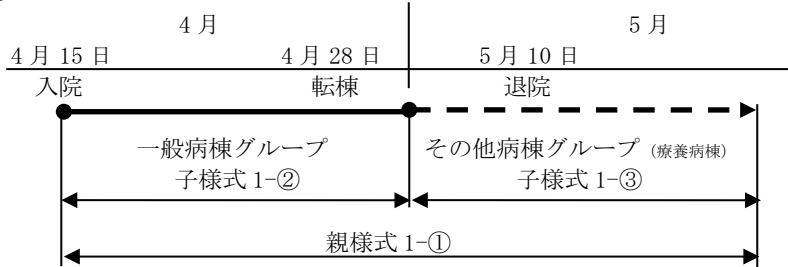 4月 5月
4月15日 4月28日 5月10日
入院 転棟 退院
一般病棟グループ その他病棟グループ（療養病棟）
子様式1-② 子様式1-③
親様式1-①